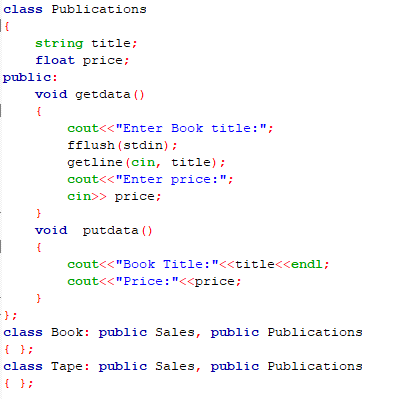 class Publications
{
string title;
float price;
public:
void getdata()
{
cout<<"Enter Book title:";
fflush(stdin);
getline(cin, title);
cout<<"Enter price:";
cin>> price;
}
void  putdata()
{
cout<<"Book Title:"<<title<<endl;
cout<<"Price:"<<price;
}
};
class Book: public Sales, public Publications
{ };
class Tape: public Sales, public Publications
{ };